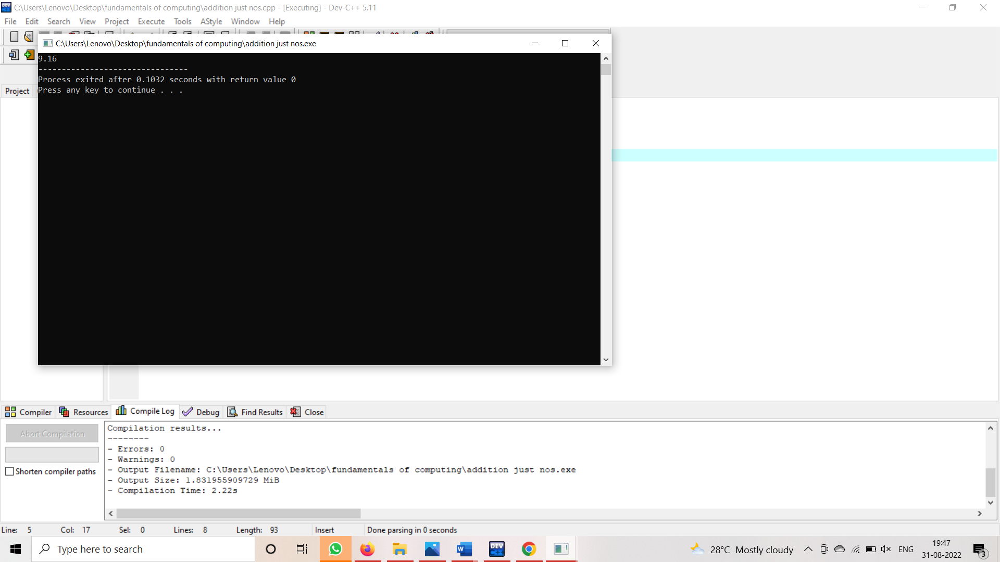 C:\Users\Lenovo\Desktop\fundamentals of computing\addition just nos.cpp - [Executing] - Dev-C++ 5.11
File Edit Search View Project Execute Tools AStyle Window Help
C:\Users\Lenovo\Desktop\fundamentals of computing\addition just nos.exe
9.16
--------------------------------
Process exited after 0.1032 seconds with return value 0
Press any key to continue . . .
Project
Compiler Resources Compile Log Debug Find Results Close
Abort Compilation
Shorten compiler paths
Compilation results...
--------
- Errors: 0
- Warnings: 0
- Output Filename: C:\Users\Lenovo\Desktop\fundamentals of computing\addition just nos.exe
- Output Size: 1.831955909729 MiB
- Compilation Time: 2.22s
Line: 5 Col: 17 Sel: 0 Lines: 8 Length: 93 Insert Done parsing in 0 seconds
Type here to search
DEV
28°C Mostly cloudy
ENG
19:47
31-08-2022
3